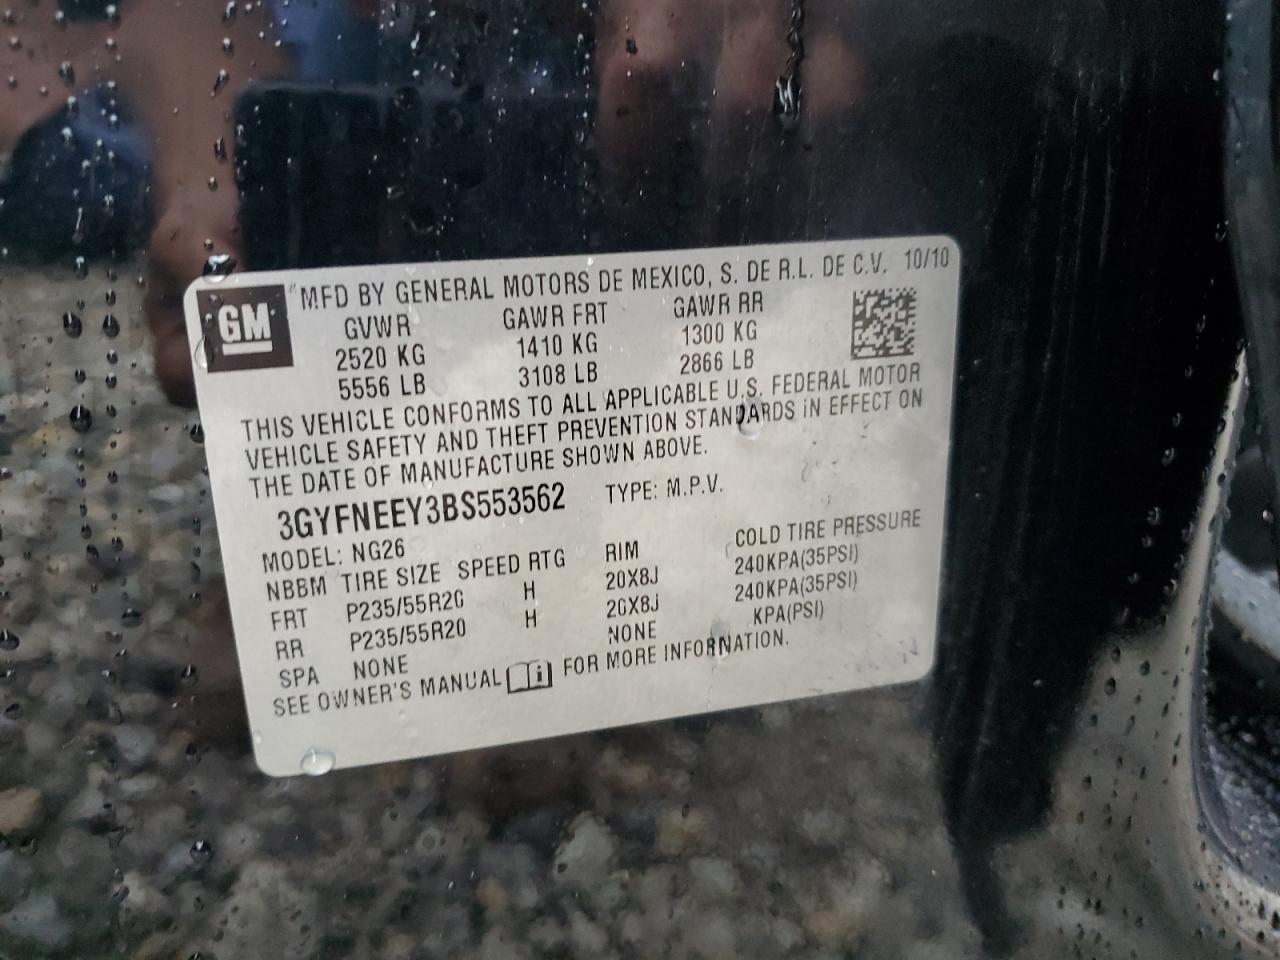 GM
"MFD BY GENERAL MOTORS DE MEXICO, S. DE R.L. DE C.V. 10/10
GVWR GAWR FRT GAWR RR
2520 KG 1410 KG 1300 KG
5556 LB 3108 LB 2866 LB
THIS VEHICLE CONFORMS TO ALL APPLICABLE U.S. FEDERAL MOTOR
VEHICLE SAFETY AND THEFT PREVENTION STANDARDS IN EFFECT ON
THE DATE OF MANUFACTURE SHOWN ABOVE.
3GYFNEEY3BS553562 TYPE: M.P.V.
MODEL: NG26
NBBM TIRE SIZE SPEED RTG RIM COLD TIRE PRESSURE
FRT P235/55R20 H 20X8J 240KPA(35PSI)
RR P235/55R20 H 20X8J 240KPA(35PSI)
SPA NONE NONE KPA(PSI)
SEE OWNER'S MANUAL FOR MORE INFORMATION.